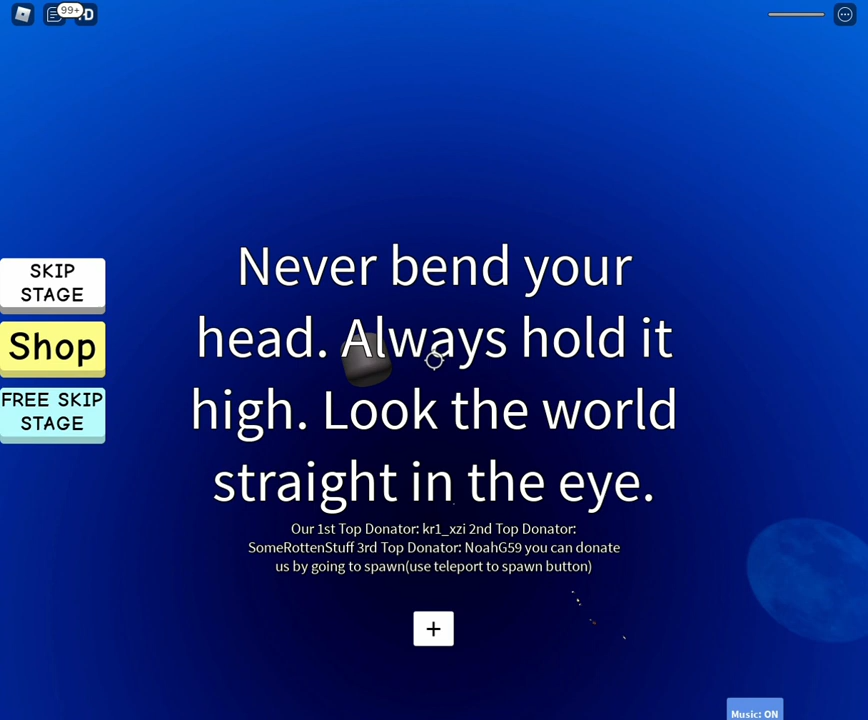 99+
SKIP
STAGE
Shop
FREE SKIP
STAGE
Never bend your
head. Always hold it
high. Look the world
straight in the eye.
Our 1st Top Donator: kr1_xzi 2nd Top Donator:
SomeRottenStuff 3rd Top Donator: NoahG59 you can donate
us by going to spawn(use teleport to spawn button)
+
Music: ON